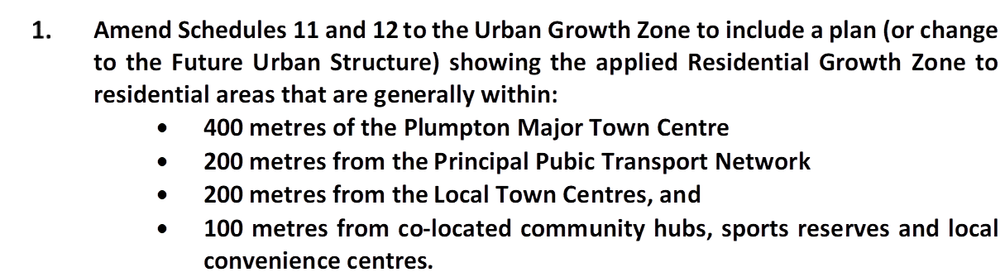 1. Amend Schedules 11 and 12 to the Urban Growth Zone to include a plan (or change
to the Future Urban Structure) showing the applied Residential Growth Zone to
residential areas that are generally within:
• 400 metres of the Plumpton Major Town Centre
• 200 metres from the Principal Pubic Transport Network
• 200 metres from the Local Town Centres, and
• 100 metres from co-located community hubs, sports reserves and local
convenience centres.